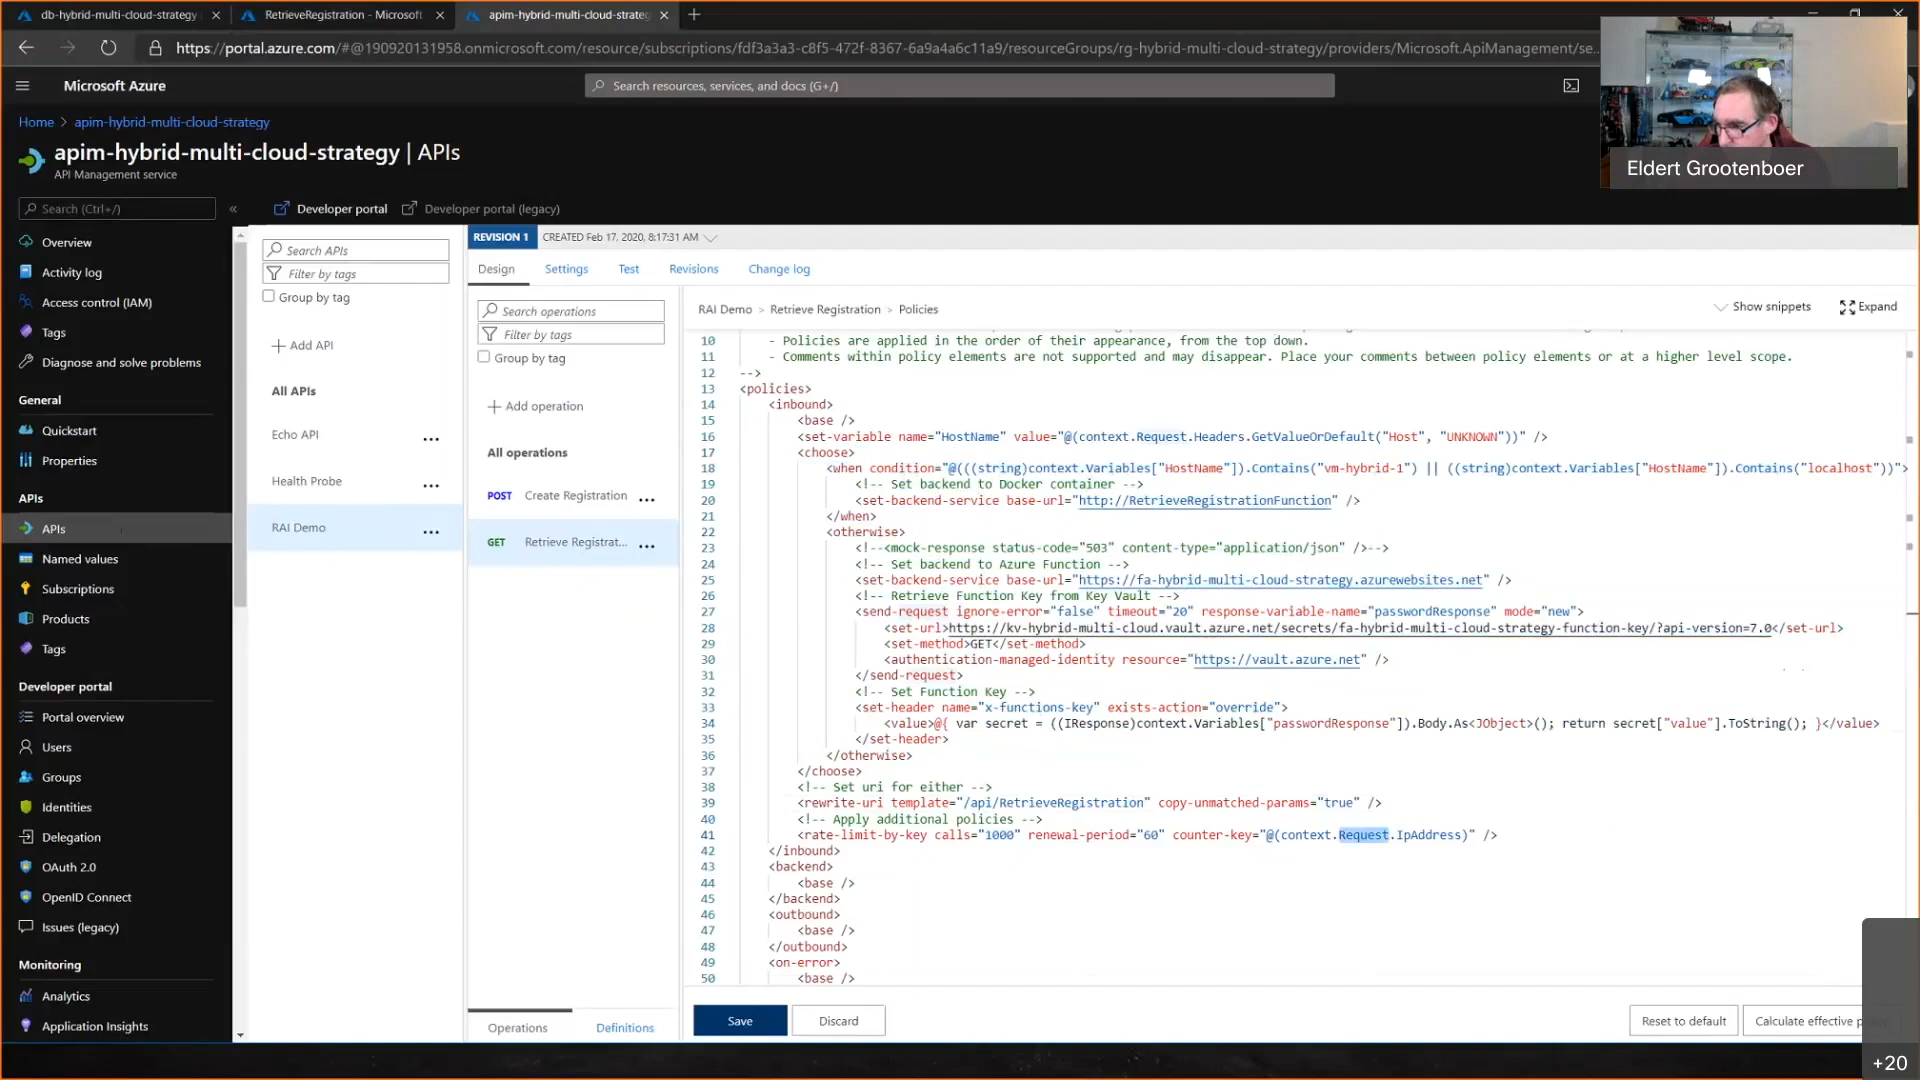 db-hybrid-multi-cloud-strategy
RetrieveRegistration - Microsoft
apim-hybrid-multi-cloud-strateg
https://portal.azure.com/#@190920131958.onmicrosoft.com/resource/subscriptions/fdf3a3a3-c8f5-472f-8367-6a9a4a6c11a9/resourceGroups/rg-hybrid-multi-cloud-strategy/providers/Microsoft.ApiManagement/se...
Microsoft Azure
Search resources, services, and docs (G+/)
Eldert Grootenboer
Home > apim-hybrid-multi-cloud-strategy
apim-hybrid-multi-cloud-strategy | APIs
API Management service
Search (Ctrl+/)
«
Developer portal
Developer portal (legacy)
Overview
Activity log
Access control (IAM)
Tags
Diagnose and solve problems
General
Quickstart
Properties
APIs
APIs
Named values
Subscriptions
Products
Tags
Developer portal
Portal overview
Users
Groups
Identities
Delegation
OAuth 2.0
OpenID Connect
Issues (legacy)
Monitoring
Analytics
Application Insights
Search APIs
Filter by tags
Group by tag
Add API
All APIs
Echo API ...
Health Probe ...
RAI Demo ...
REVISION 1 CREATED Feb 17, 2020, 8:17:31 AM
Design Settings Test Revisions Change log
Search operations
Filter by tags
Group by tag
Add operation
All operations
POST Create Registration ...
GET Retrieve Registrat... ...
Operations Definitions
RAI Demo > Retrieve Registration > Policies
Show snippets
Expand
10 - Policies are applied in the order of their appearance, from the top down.
11 - Comments within policy elements are not supported and may disappear. Place your comments between policy elements or at a higher level scope.
12 -->
13 <policies>
14 <inbound>
15 <base />
16 <set-variable name="HostName" value="@(context.Request.Headers.GetValueOrDefault("Host", "UNKNOWN"))" />
17 <choose>
18 <when condition="@(((string)context.Variables["HostName"]).Contains("vm-hybrid-1") || ((string)context.Variables["HostName"]).Contains("localhost"))">
19 <!-- Set backend to Docker container -->
20 <set-backend-service base-url="http://RetrieveRegistrationFunction" />
21 </when>
22 <otherwise>
23 <!--<mock-response status-code="503" content-type="application/json" />-->
24 <!-- Set backend to Azure Function -->
25 <set-backend-service base-url="https://fa-hybrid-multi-cloud-strategy.azurewebsites.net" />
26 <!-- Retrieve Function Key from Key Vault -->
27 <send-request ignore-error="false" timeout="20" response-variable-name="passwordResponse" mode="new">
28 <set-url>https://kv-hybrid-multi-cloud.vault.azure.net/secrets/fa-hybrid-multi-cloud-strategy-function-key/?api-version=7.0</set-url>
29 <set-method>GET</set-method>
30 <authentication-managed-identity resource="https://vault.azure.net" />
31 </send-request>
32 <!-- Set Function Key -->
33 <set-header name="x-functions-key" exists-action="override">
34 <value>@{ var secret = ((IResponse)context.Variables["passwordResponse"]).Body.As<JObject>(); return secret["value"].ToString(); }</value>
35 </set-header>
36 </otherwise>
37 </choose>
38 <!-- Set uri for either -->
39 <rewrite-uri template="/api/RetrieveRegistration" copy-unmatched-params="true" />
40 <!-- Apply additional policies -->
41 <rate-limit-by-key calls="1000" renewal-period="60" counter-key="@(context.Request.IpAddress)" />
42 </inbound>
43 <backend>
44 <base />
45 </backend>
46 <outbound>
47 <base />
48 </outbound>
49 <on-error>
50 <base />
Save
Discard
Reset to default
Calculate effective
+20